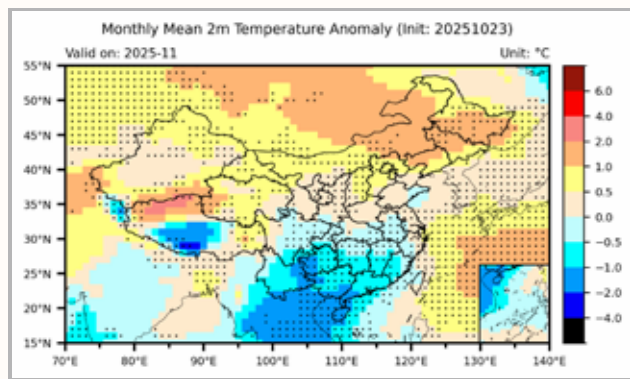 Monthly Mean 2m Temperature Anomaly (Init: 20251023)
Valid on: 2025-11 Unit: °C
55°N
50°N
45°N
40°N
35°N
30°N
25°N
20°N
15°N
70°E 80°E 90°E 100°E 110°E 120°E 130°E 140°E
6.0
4.0
2.0
1.0
0.5
0.0
−0.5
−1.0
−2.0
−4.0